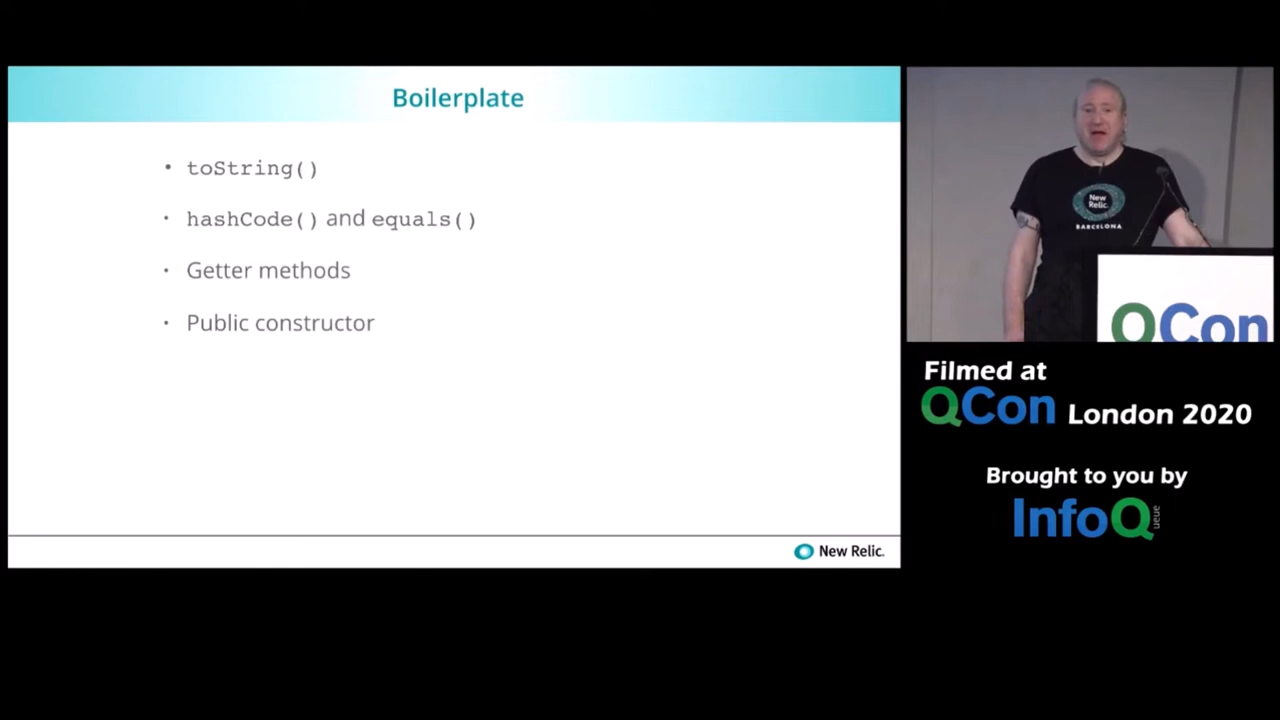 Boilerplate
• toString()
• hashCode() and equals()
• Getter methods
• Public constructor
New Relic.
New
Relic.
BARCELONA
QCon
Filmed at
QCon London 2020
Brought to you by
InfoQueue